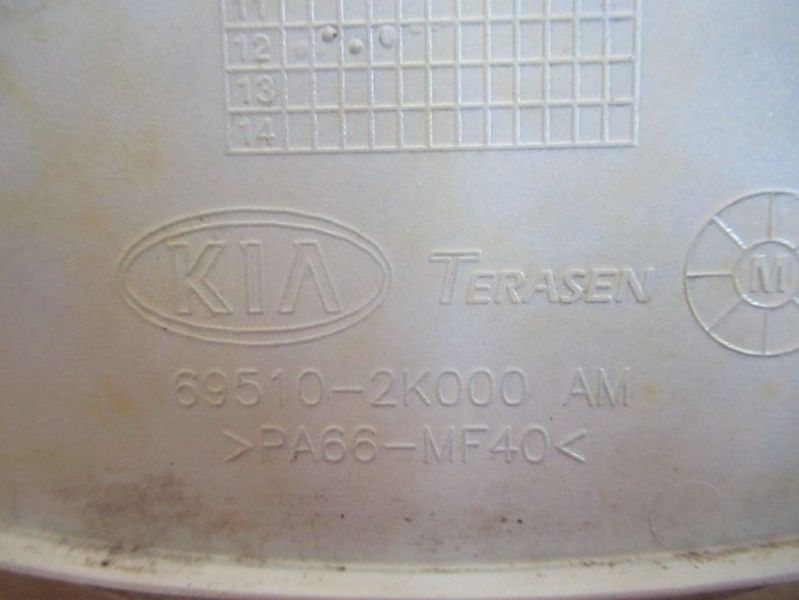 11
12
13
14
KIA TERASEN M
69510-2K000 AM
>PA66-MF40<